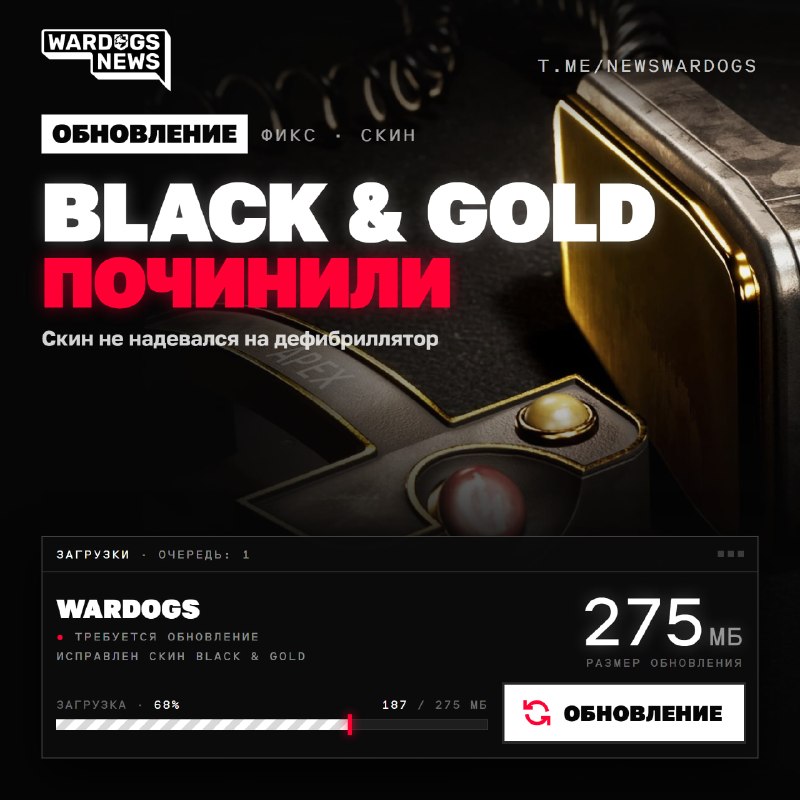 WARDOGS
NEWS
T.ME/NEWSWARDOGS
ОБНОВЛЕНИЕ ФИКС · СКИН
BLACK & GOLD
ПОЧИНИЛИ
Скин не надевался на дефибриллятор
APEX
ЗАГРУЗКИ · ОЧЕРЕДЬ: 1
WARDOGS
275 МБ
• ТРЕБУЕТСЯ ОБНОВЛЕНИЕ
ИСПРАВЛЕН СКИН BLACK & GOLD
РАЗМЕР ОБНОВЛЕНИЯ
ЗАГРУЗКА · 68% 187 / 275 МБ
ОБНОВЛЕНИЕ